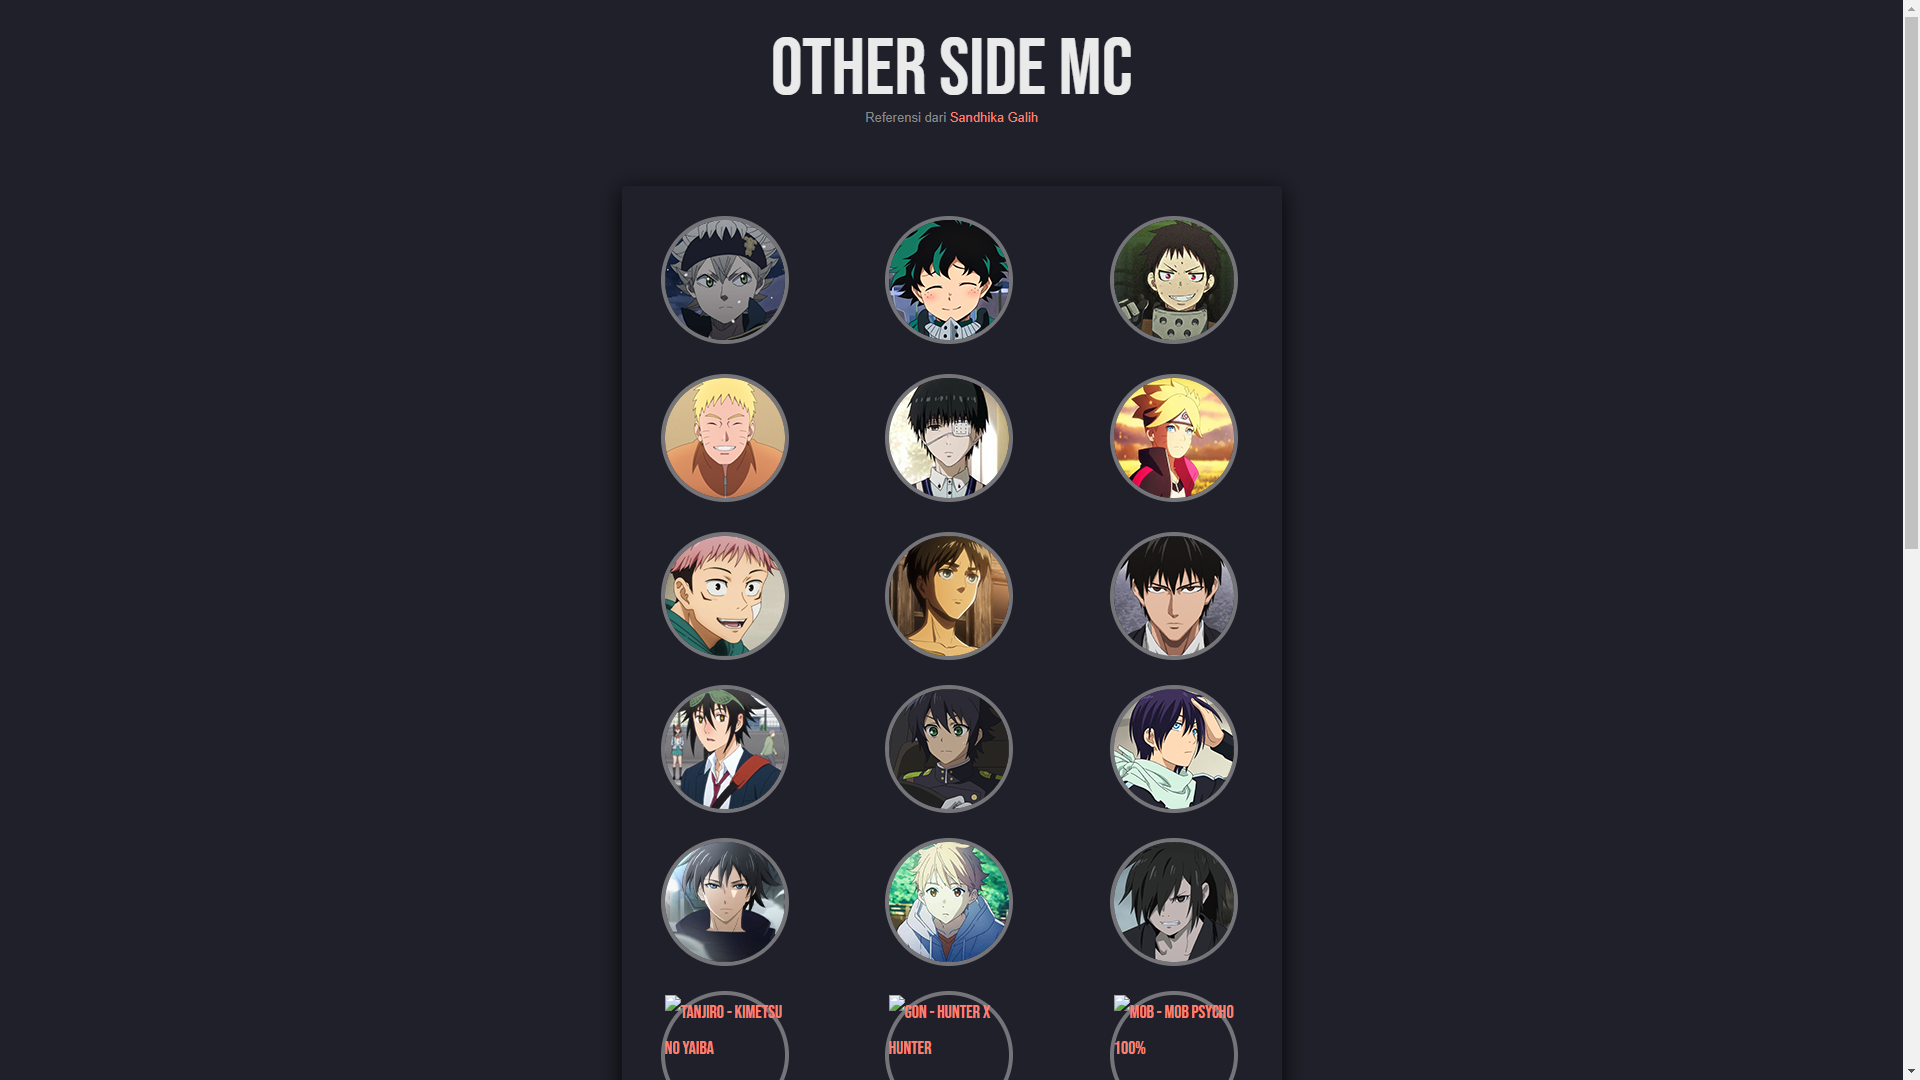 OTHER SIDE MC
Referensi dari Sandhika Galih
TANJIRO - KIMETSU
NO YAIBA
GON - HUNTER X
HUNTER
MOB - MOB PSYCHO
100%